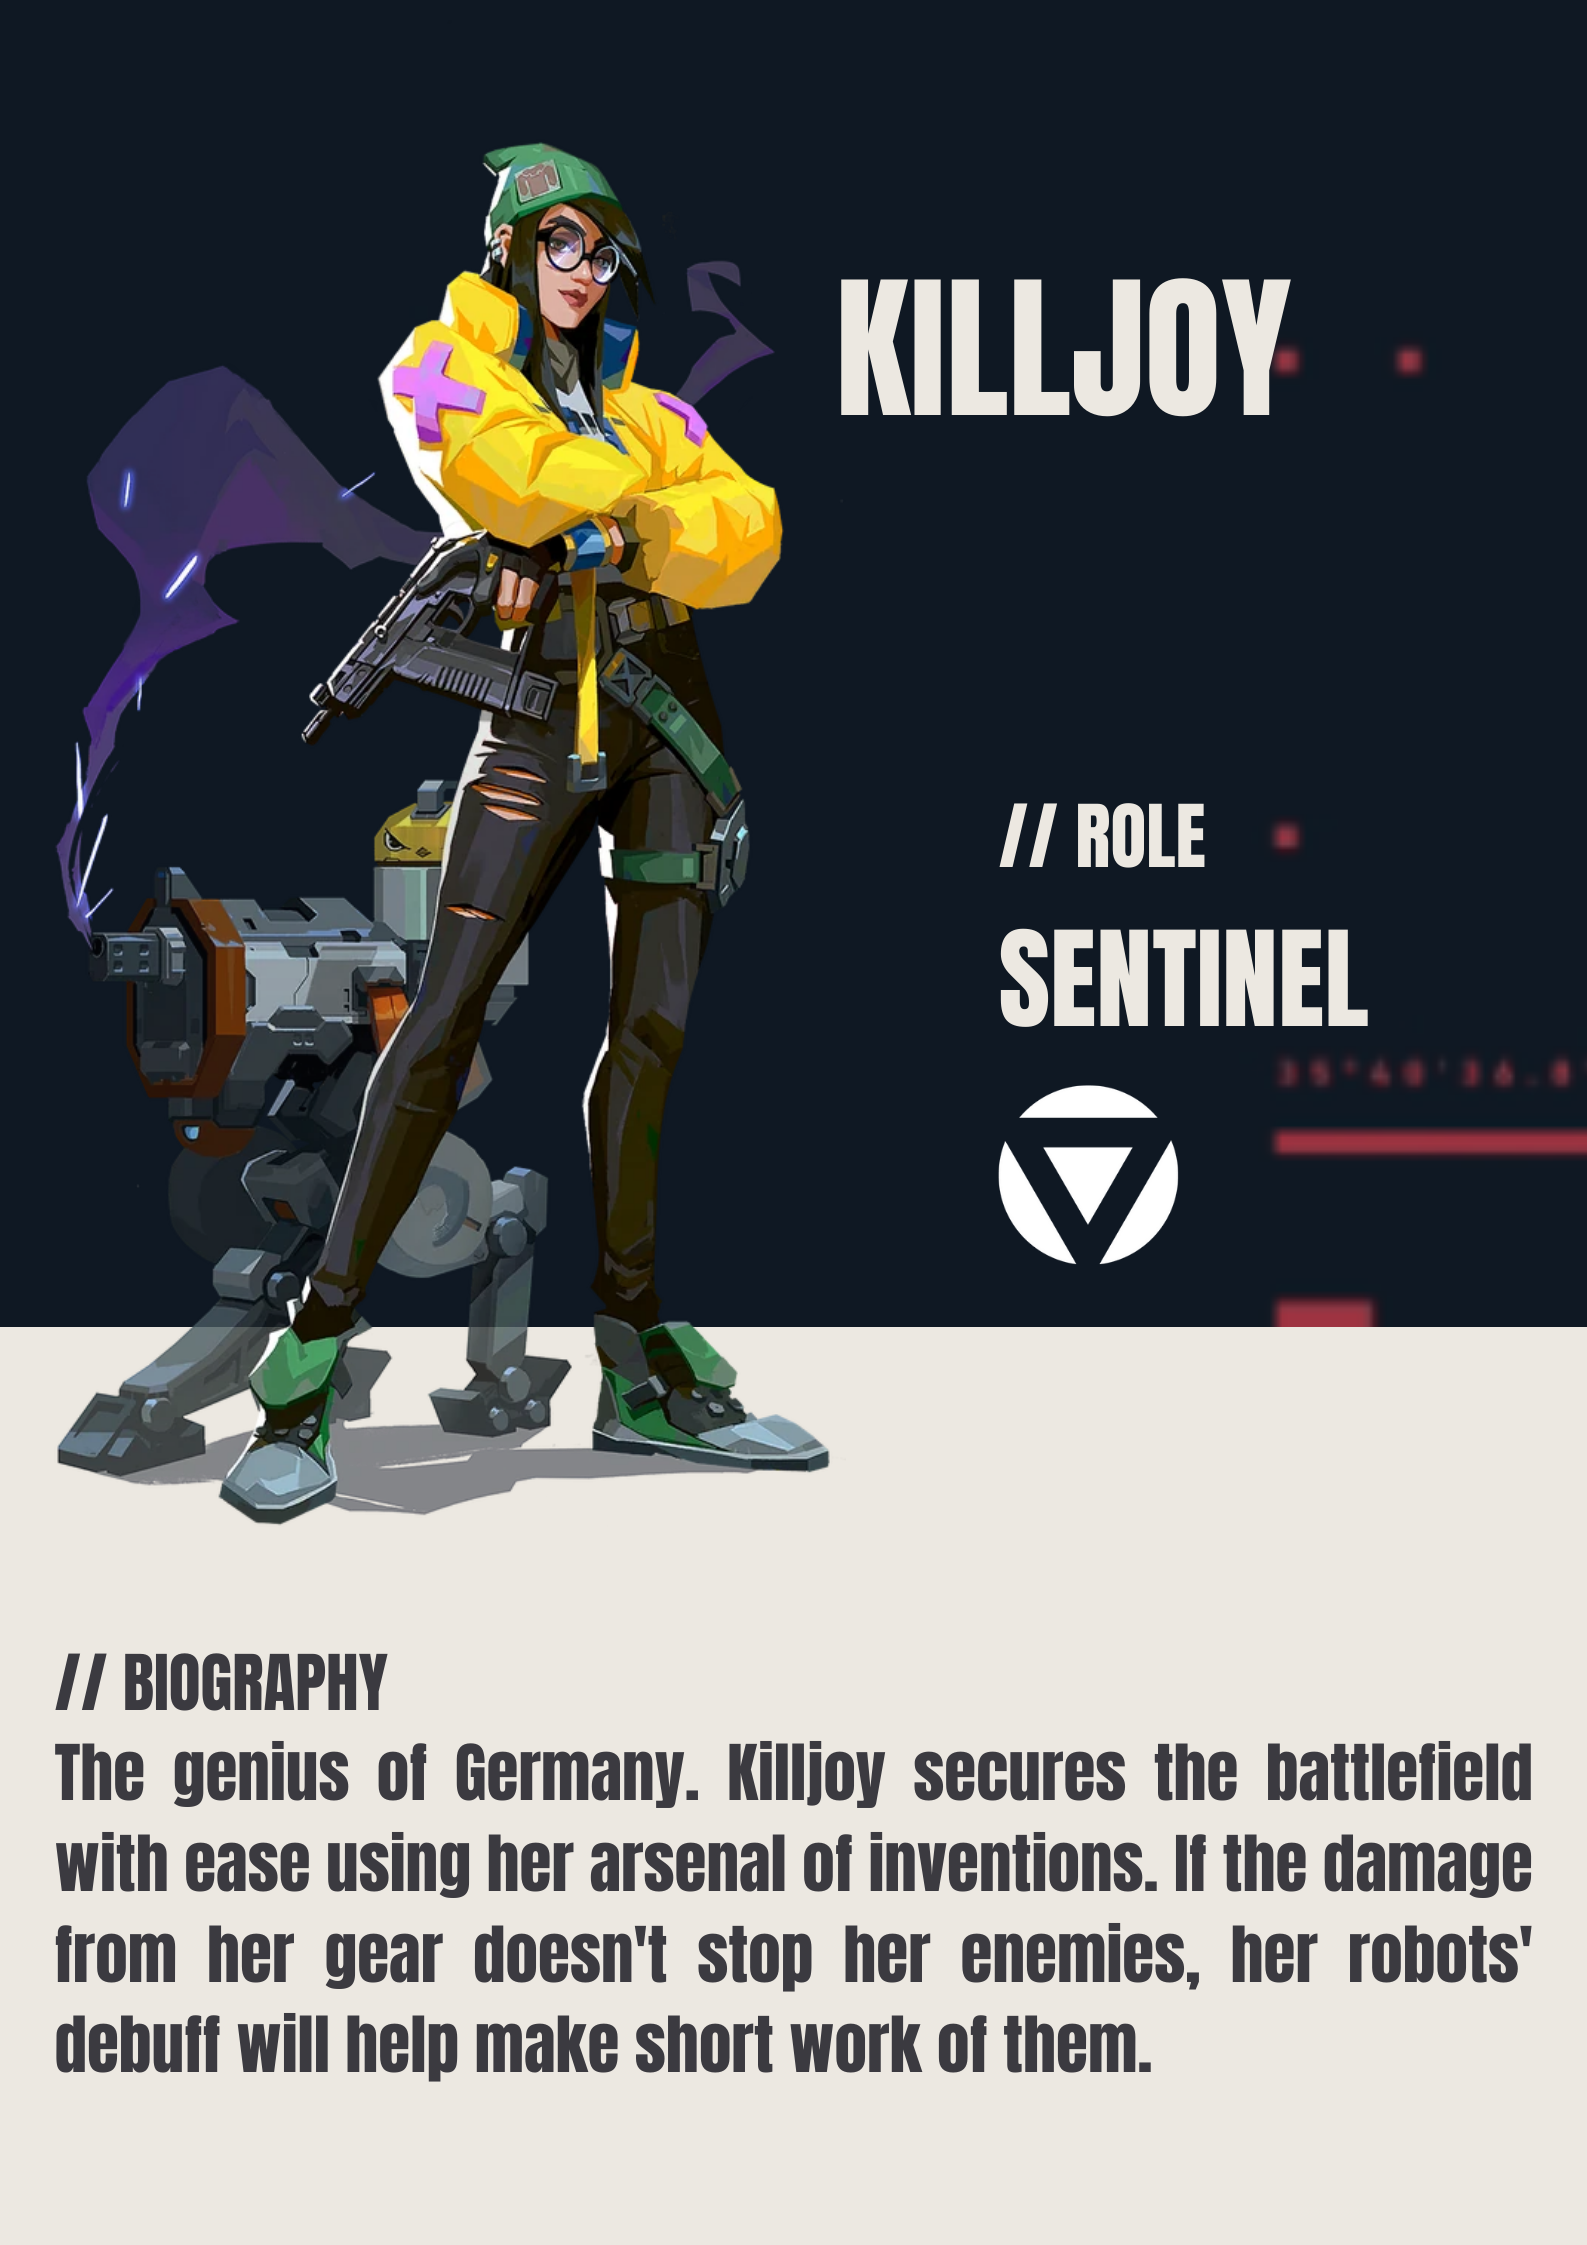 KILLJOY
// ROLE
SENTINEL
35°40'36.8
// BIOGRAPHY
The genius of Germany. Killjoy secures the battlefield
with ease using her arsenal of inventions. If the damage
from her gear doesn't stop her enemies, her robots'
debuff will help make short work of them.